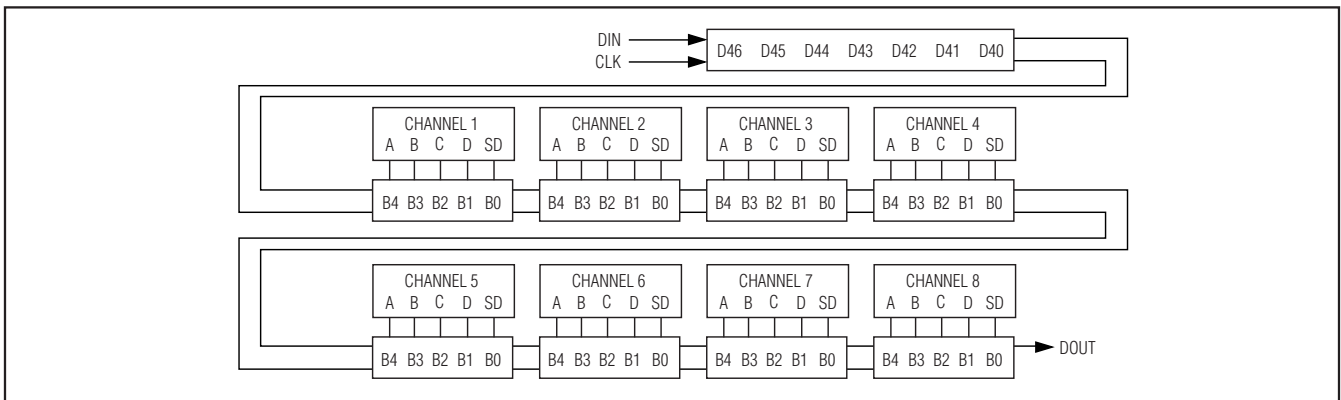 DIN
CLK
D46 D45 D44 D43 D42 D41 D40
CHANNEL 1 CHANNEL 2 CHANNEL 3 CHANNEL 4
A B C D SD A B C D SD A B C D SD A B C D SD
B4 B3 B2 B1 B0 B4 B3 B2 B1 B0 B4 B3 B2 B1 B0 B4 B3 B2 B1 B0
CHANNEL 5 CHANNEL 6 CHANNEL 7 CHANNEL 8
A B C D SD A B C D SD A B C D SD A B C D SD
B4 B3 B2 B1 B0 B4 B3 B2 B1 B0 B4 B3 B2 B1 B0 B4 B3 B2 B1 B0 DOUT